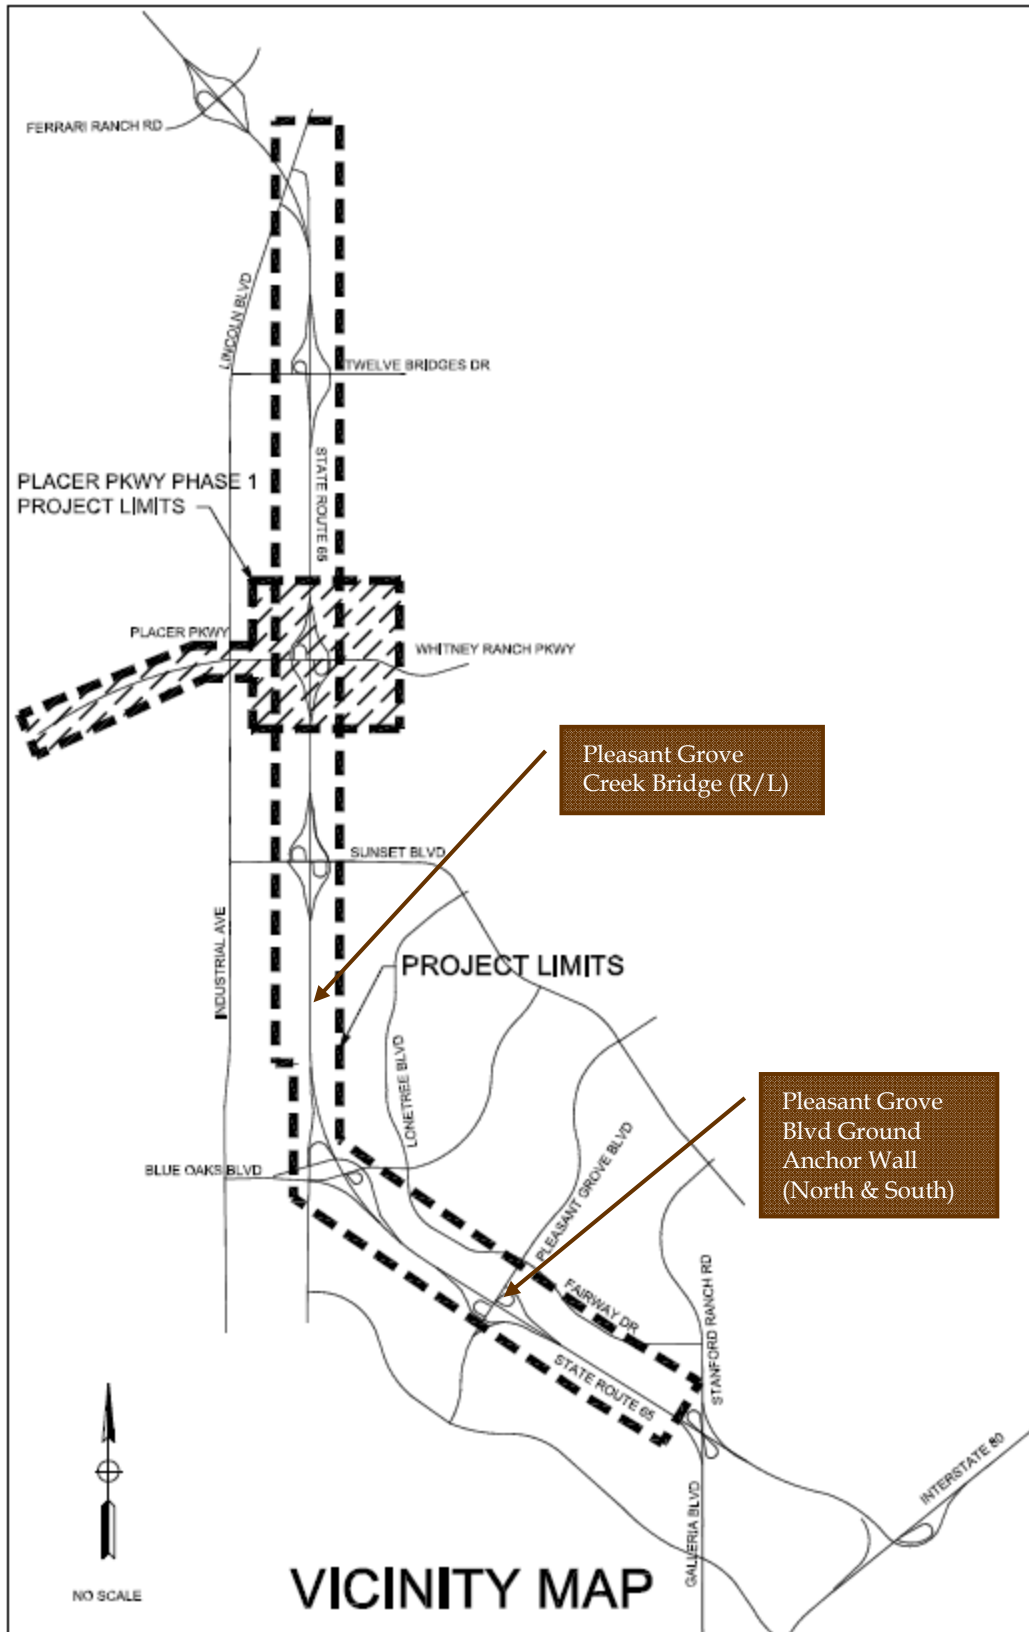 FERRARI RANCH RD
LINCOLN BLVD
TWELVE BRIDGES DR
STATE ROUTE 65
PLACER PKWY PHASE 1
PROJECT LIMITS
PLACER PKWY
WHITNEY RANCH PKWY
Pleasant Grove
Creek Bridge (R/L)
SUNSET BLVD
INDUSTRIAL AVE
PROJECT LIMITS
LONETREE BLVD
Pleasant Grove
Blvd Ground
Anchor Wall
(North & South)
BLUE OAKS BLVD
PLEASANT GROVE BLVD
FAIRWAY DR
STANFORD RANCH RD
STATE ROUTE 65
INTERSTATE 80
GALLERIA BLVD
NO SCALE
VICINITY MAP